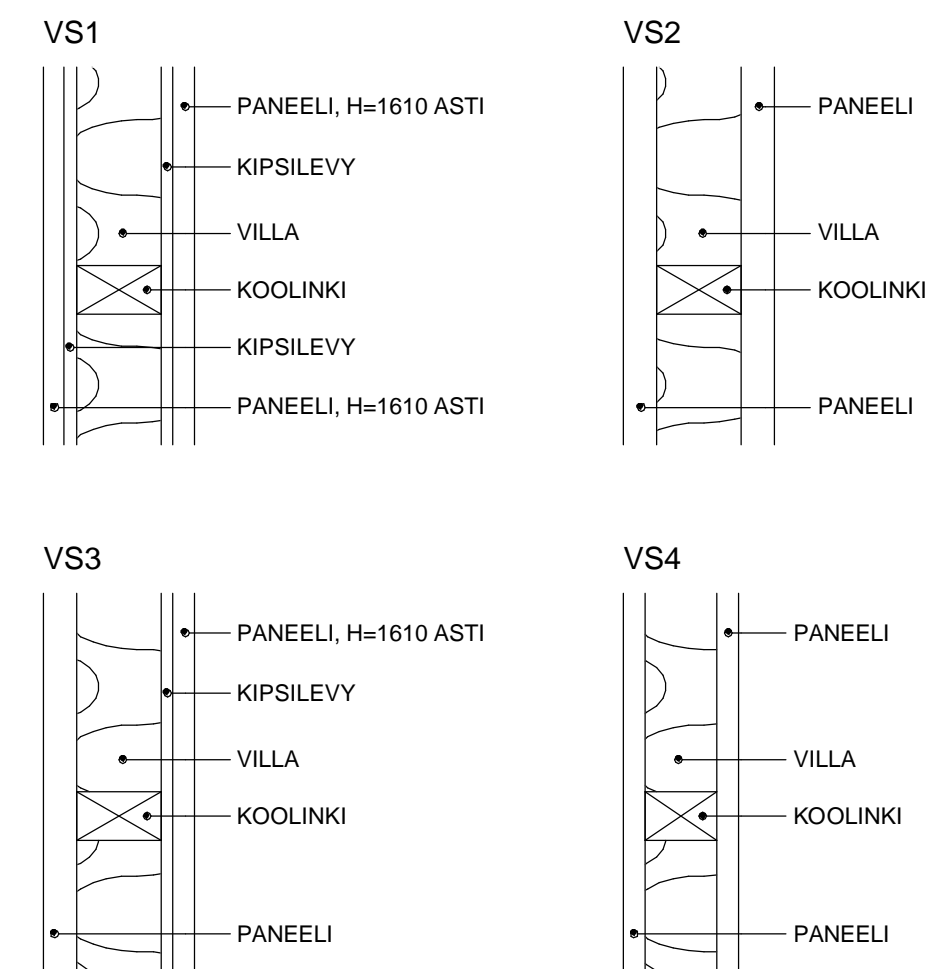 VS1
PANEELI, H=1610 ASTI
KIPSILEVY
VILLA
KOOLINKI
KIPSILEVY
PANEELI, H=1610 ASTI
VS2
PANEELI
VILLA
KOOLINKI
PANEELI
VS3
PANEELI, H=1610 ASTI
KIPSILEVY
VILLA
KOOLINKI
PANEELI
VS4
PANEELI
VILLA
KOOLINKI
PANEELI